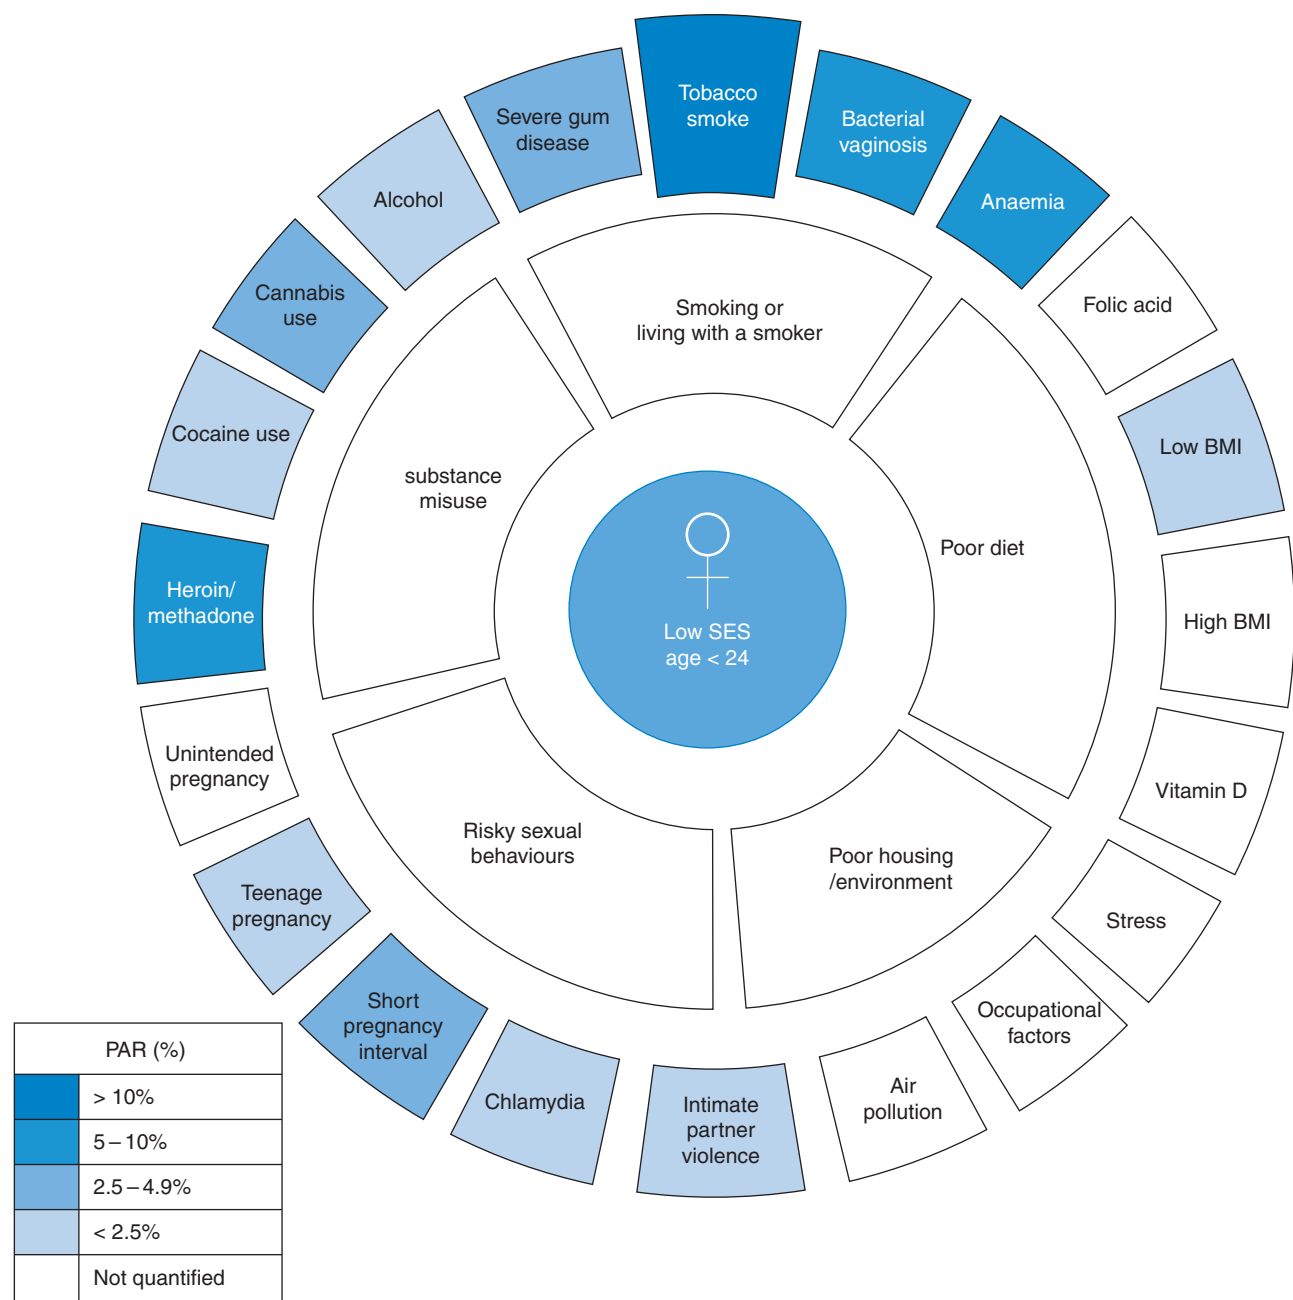 Tobacco
smoke
Bacterial
vaginosis
Anaemia
Folic acid
Low BMI
High BMI
Vitamin D
Stress
Occupational
factors
Air
pollution
Intimate
partner
violence
Chlamydia
Short
pregnancy
interval
Teenage
pregnancy
Unintended
pregnancy
Heroin/
methadone
Cocaine use
Cannabis
use
Alcohol
Severe gum
disease
Smoking or
living with a smoker
Poor diet
Poor housing
/environment
Risky sexual
behaviours
substance
misuse
Low SES
age < 24
PAR (%)
> 10%
5–10%
2.5–4.9%
< 2.5%
Not quantified